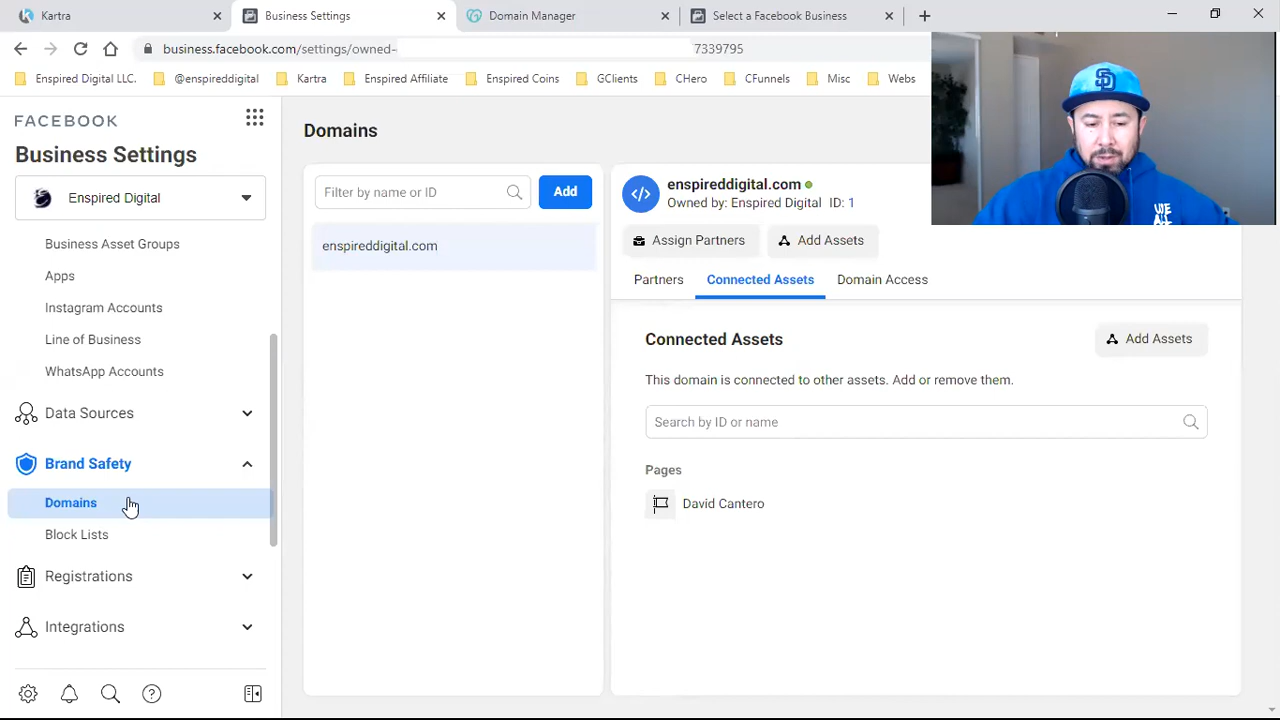 Kartra
Business Settings
Domain Manager
Select a Facebook Business
business.facebook.com/settings/owned-
7339795
Enspired Digital LLC.
@enspireddigital
Kartra
Enspired Affiliate
Enspired Coins
GClients
CHero
CFunnels
Misc
Webs
FACEBOOK
Business Settings
Enspired Digital
Business Asset Groups
Apps
Instagram Accounts
Line of Business
WhatsApp Accounts
Data Sources
Brand Safety
Domains
Block Lists
Registrations
Integrations
Domains
Filter by name or ID
Add
enspireddigital.com
enspireddigital.com
Owned by: Enspired Digital ID: 1
Assign Partners
Add Assets
Partners
Connected Assets
Domain Access
Connected Assets
Add Assets
This domain is connected to other assets. Add or remove them.
Search by ID or name
Pages
David Cantero
SD
WE
ALL